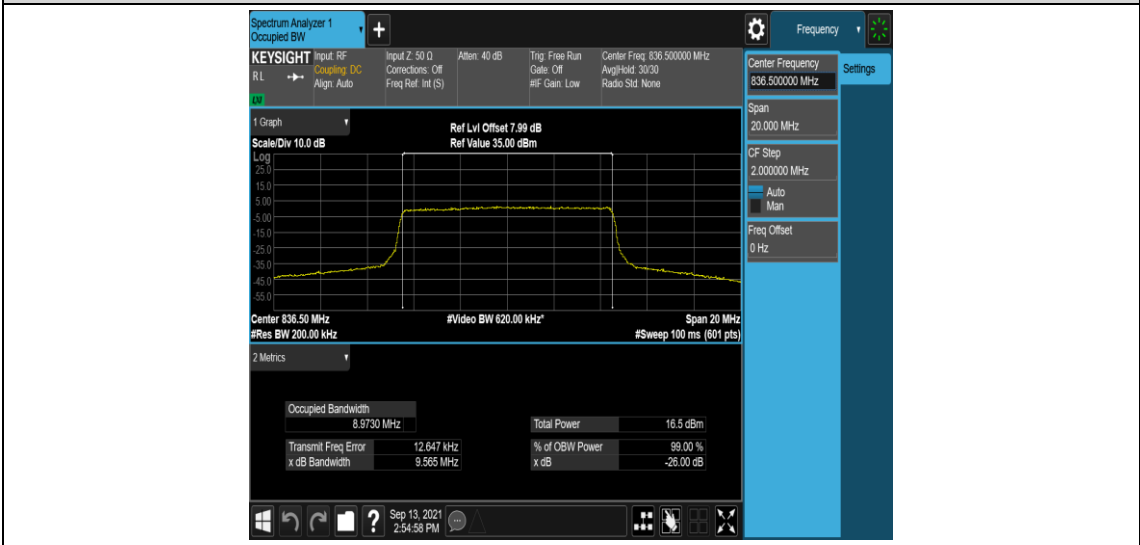 Spectrum Analyzer 1
Occupied BW
Frequency
KEYSIGHT
RL
LXI
Input: RF
Coupling: DC
Align: Auto
Input Z: 50 Ω
Corrections: Off
Freq Ref: Int (S)
Atten: 40 dB
Trig: Free Run
Gate: Off
#IF Gain: Low
Center Freq: 836.500000 MHz
Avg|Hold: 30/30
Radio Std: None
1 Graph
Scale/Div 10.0 dB
Ref Lvl Offset 7.99 dB
Ref Value 35.00 dBm
Log
25.0
15.0
5.00
-5.00
-15.0
-25.0
-35.0
-45.0
-55.0
Center 836.50 MHz
#Res BW 200.00 kHz
#Video BW 620.00 kHz*
Span 20 MHz
#Sweep 100 ms (601 pts)
2 Metrics
Occupied Bandwidth
8.9730 MHz
Transmit Freq Error 12.647 kHz
x dB Bandwidth 9.565 MHz
Total Power 16.5 dBm
% of OBW Power 99.00 %
x dB -26.00 dB
Center Frequency
836.500000 MHz
Span
20.000 MHz
CF Step
2.000000 MHz
Auto
Man
Freq Offset
0 Hz
Settings
?
Sep 13, 2021
2:54:58 PM